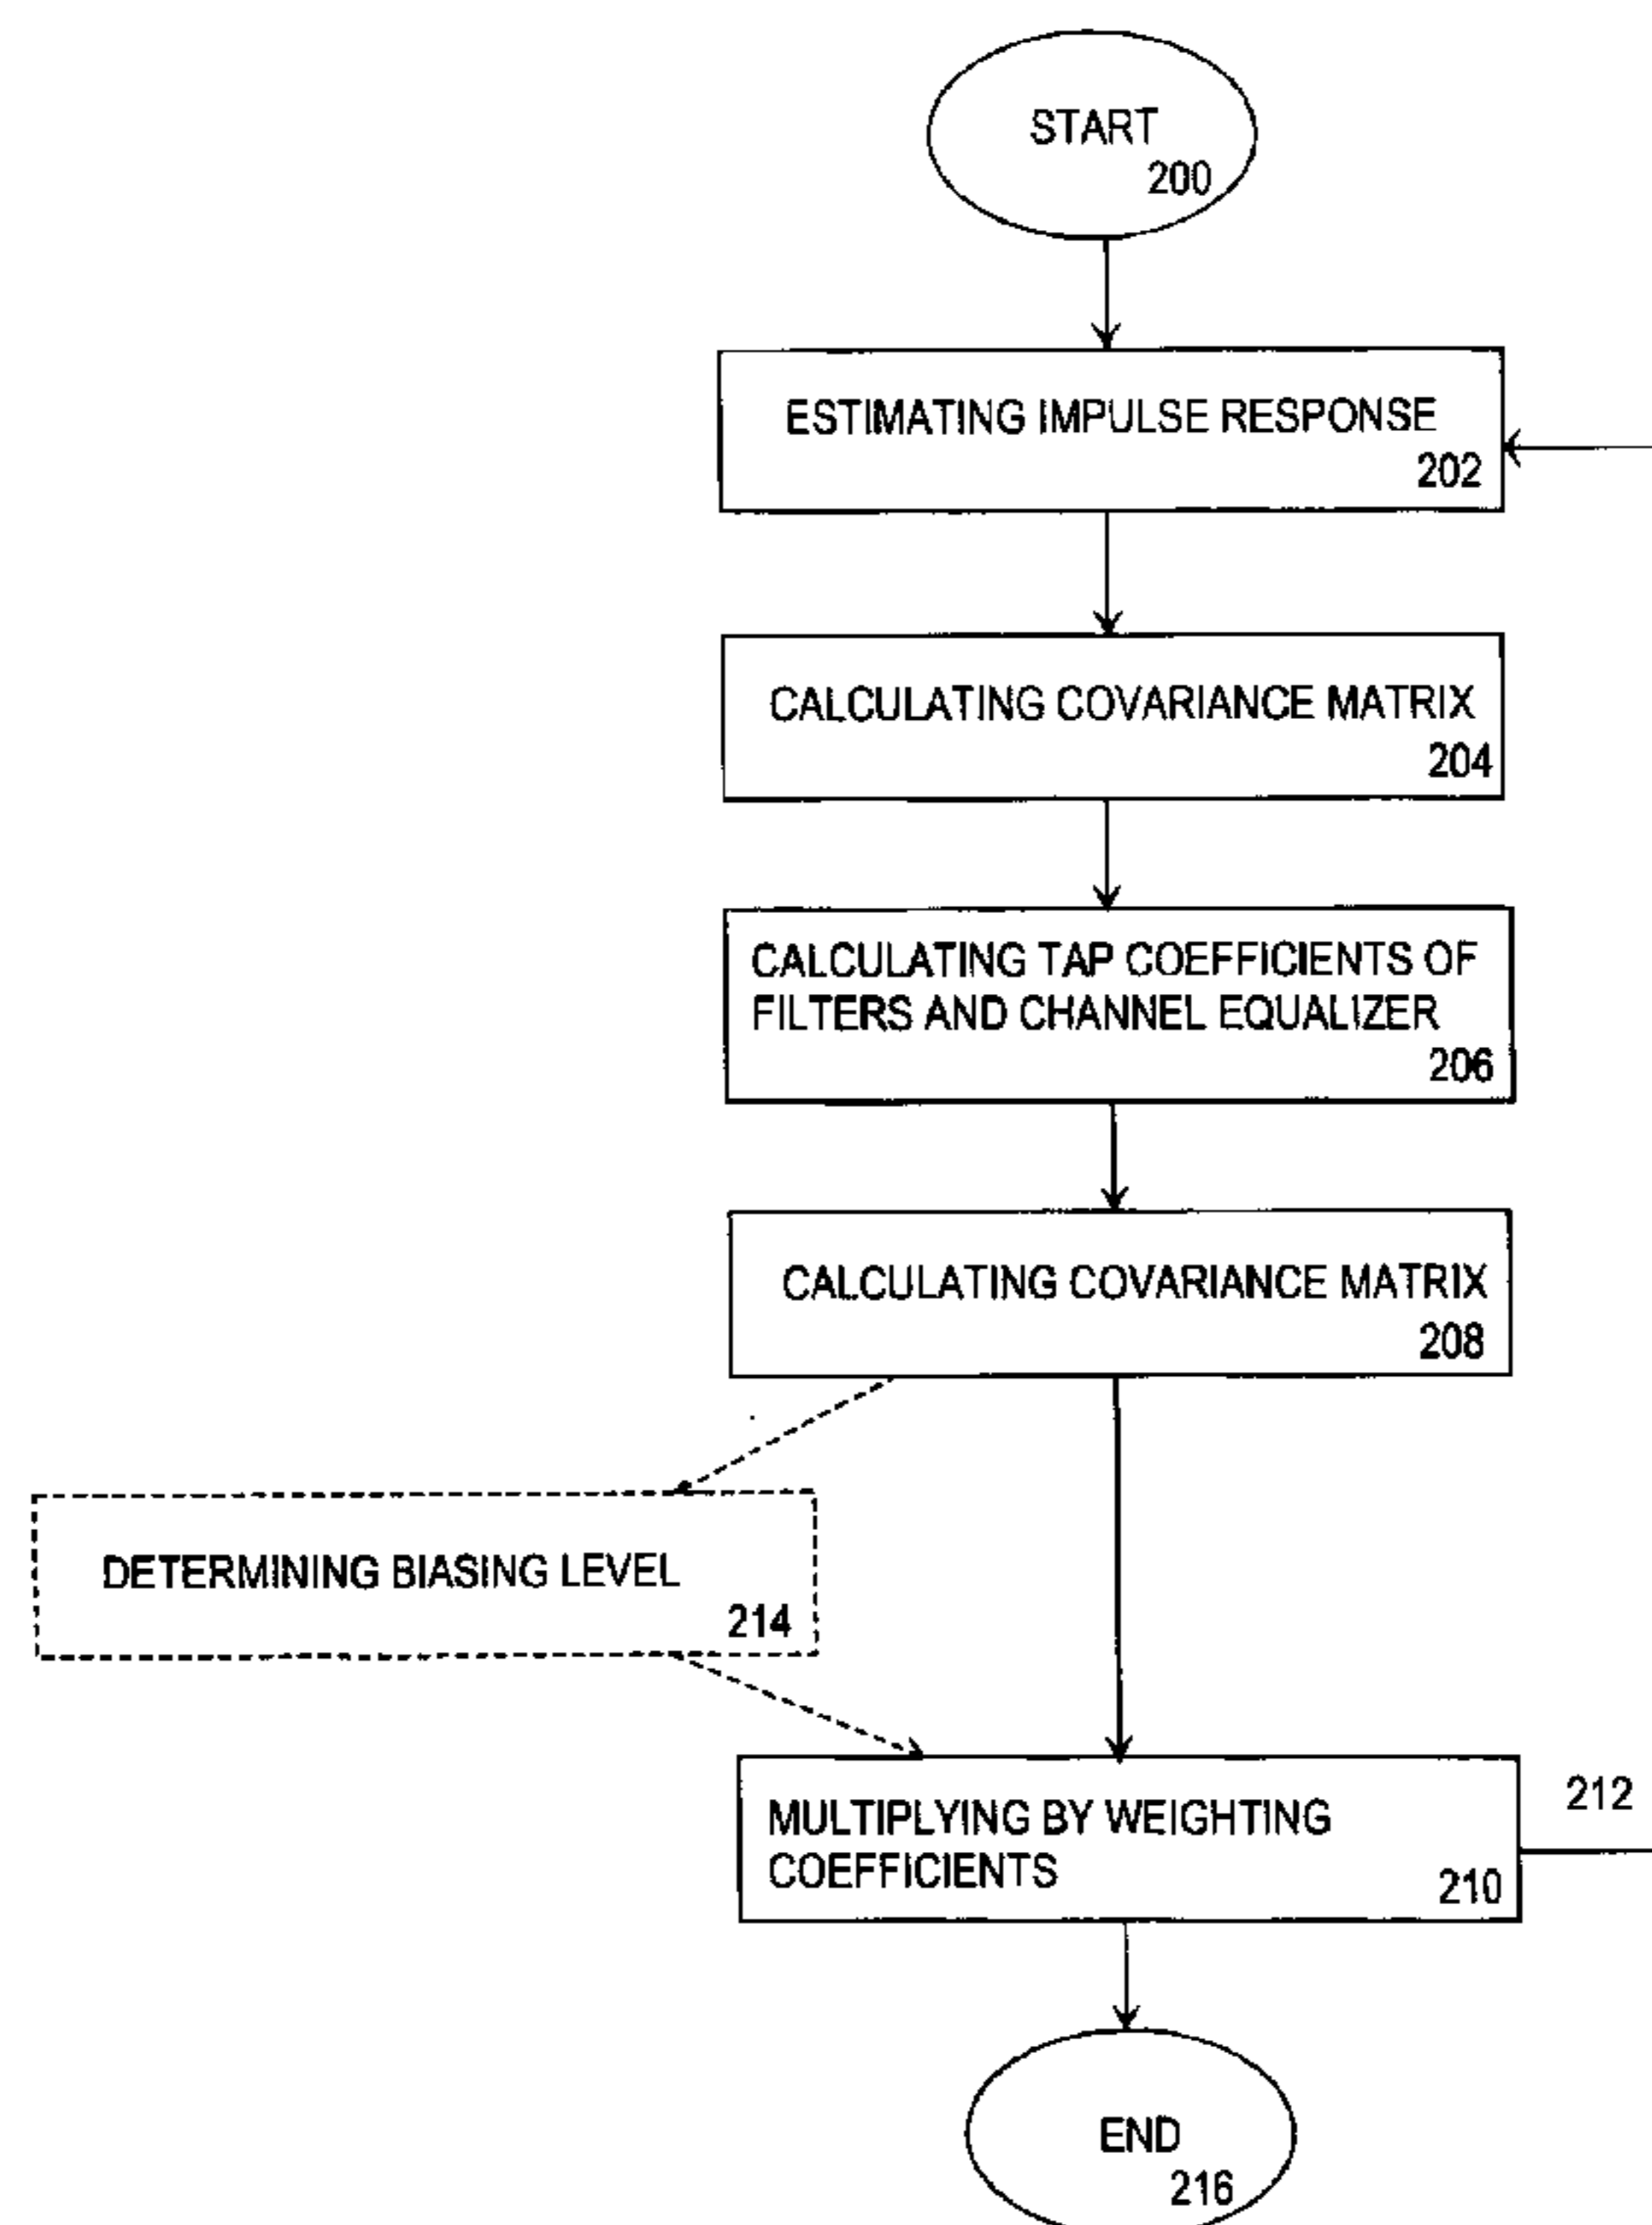 START
200
ESTIMATING IMPULSE RESPONSE
202
CALCULATING COVARIANCE MATRIX
204
CALCULATING TAP COEFFICIENTS OF
FILTERS AND CHANNEL EQUALIZER
206
CALCULATING COVARIANCE MATRIX
208
DETERMINING BIASING LEVEL
214
MULTIPLYING BY WEIGHTING
COEFFICIENTS
210
212
END
216